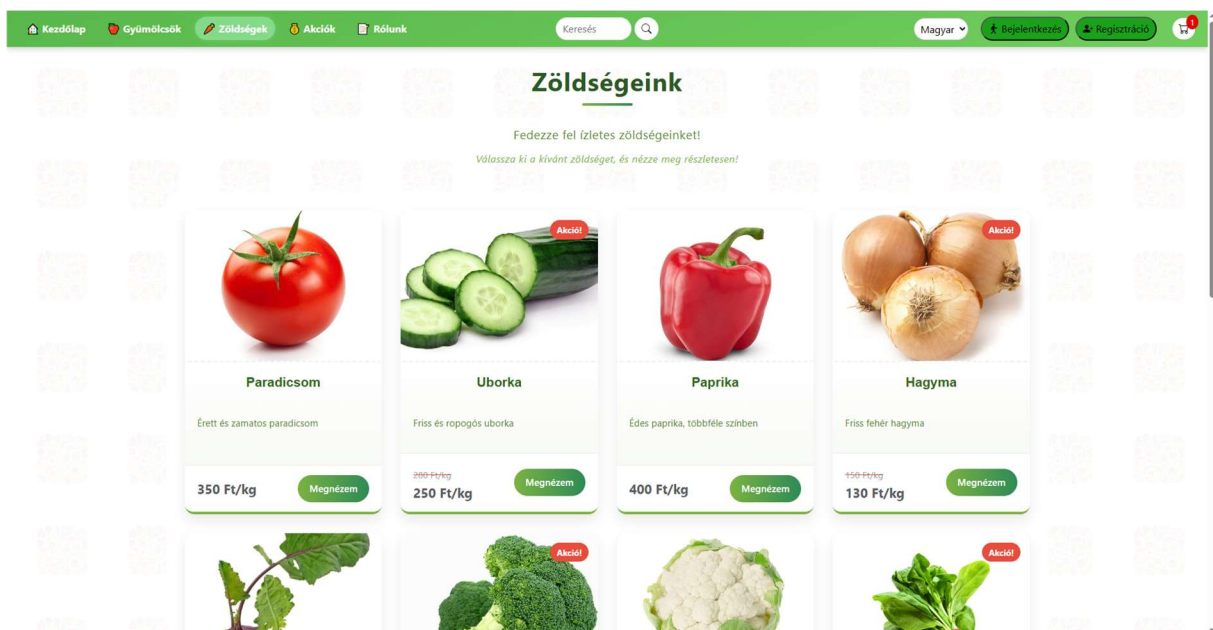 Kezdőlap Gyümölcsök Zöldségek Akciók Rólunk Keresés Magyar Bejelentkezés Regisztráció 1
Zöldségeink
Fedezze fel ízletes zöldségeinket!
Válassza ki a kívánt zöldséget, és nézze meg részletesen!
Akció! Akció!
Paradicsom Uborka Paprika Hagyma
Érett és zamatos paradicsom Friss és ropogós uborka Édes paprika, többféle színben Friss fehér hagyma
280 Ft/kg 150 Ft/kg
350 Ft/kg Megnézem 250 Ft/kg Megnézem 400 Ft/kg Megnézem 130 Ft/kg Megnézem
Akció! Akció!